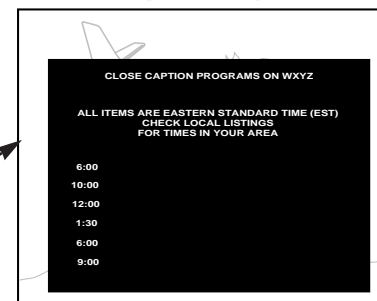 CLOSE CAPTION PROGRAMS ON WXYZ
ALL ITEMS ARE EASTERN STANDARD TIME (EST)
CHECK LOCAL LISTINGS
FOR TIMES IN YOUR AREA
6:00
10:00
12:00
1:30
6:00
9:00